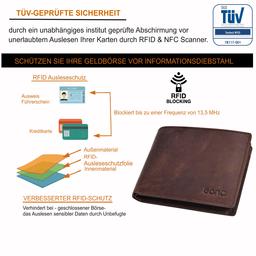 TÜV-GEPRÜFTE SICHERHEIT
durch ein unabhängiges institut geprüfte Abschirmung vor
unerlaubtem Auslesen Ihrer Karten durch RFID & NFC Scanner.
TÜV
SCHÜTZEN SIE IHR GELDBÖRSE VOR INFORMATIONSDIEBSTAHL
RFID Ausleseschutz
Ausweis
Führerschein
RFID
BLOCKING
Blockiert bis zu einer Frequenz von 13,5 MHz
Kreditkarte
Außenmaterial
RFID-
Ausleseschutzfolie
Innenmaterial
VERBESSERTER RFID-SCHUTZ
Verhindert bei - geschlossener Börse-
das Auslesen sensibler Daten durch Unbefugte